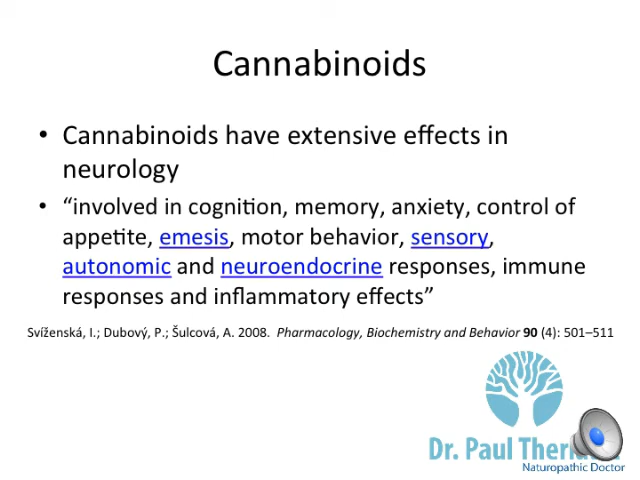 Cannabinoids
• Cannabinoids have extensive effects in
neurology
• “involved in cognition, memory, anxiety, control of
appetite, emesis, motor behavior, sensory,
autonomic and neuroendocrine responses, immune
responses and inflammatory effects”
Svíženská, I.; Dubový, P.; Šulcová, A. 2008. Pharmacology, Biochemistry and Behavior 90 (4): 501–511
Dr. Paul
Naturopathic Doctor